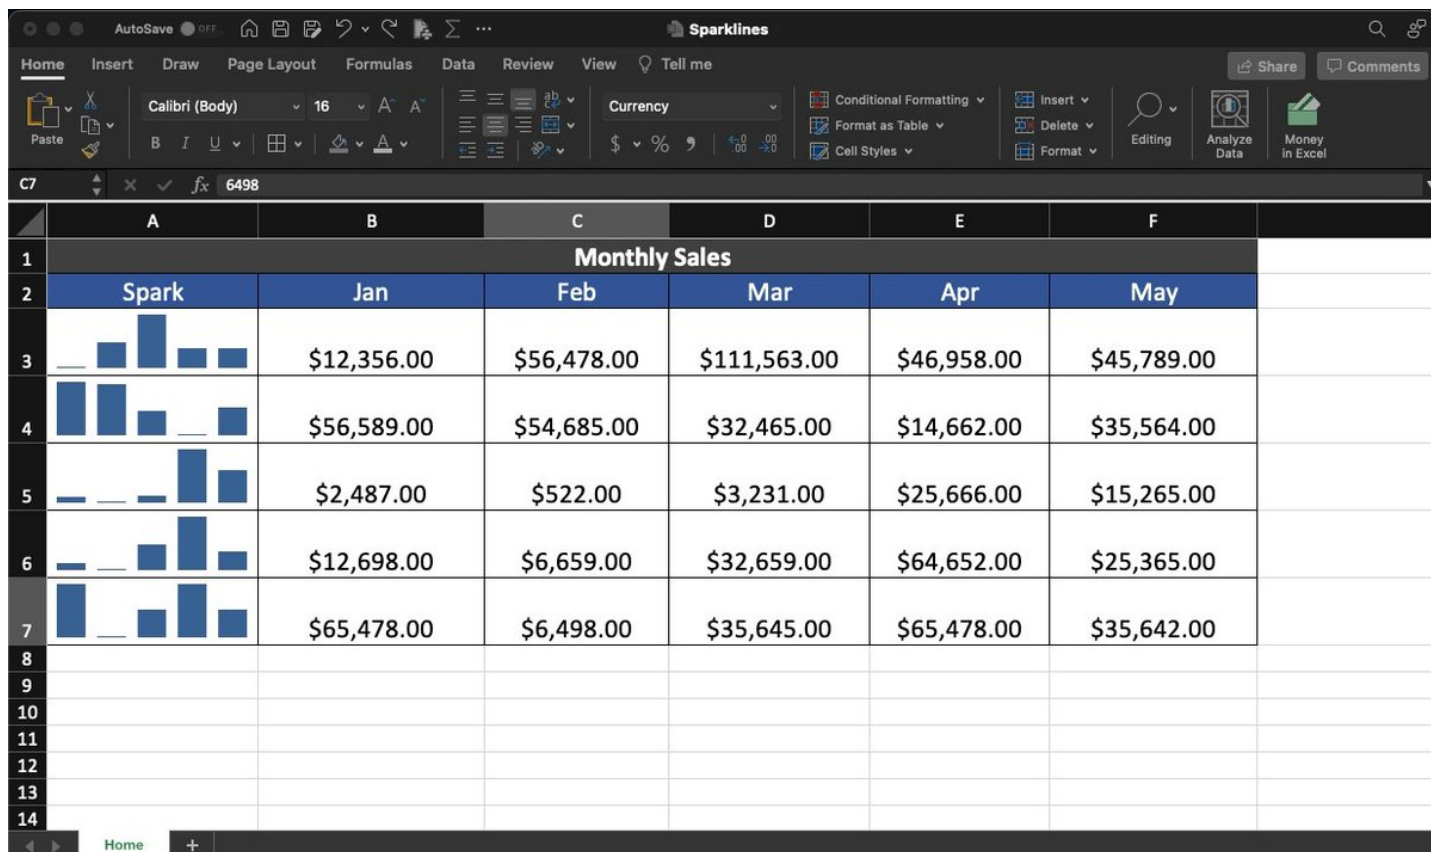 AutoSave OFF Sparklines
Home Insert Draw Page Layout Formulas Data Review View Tell me Share Comments
Paste Calibri (Body) 16 A A Currency Conditional Formatting Insert
Format as Table Delete
B I U A $ % Cell Styles Format Editing Analyze Data Money in Excel
C7 fx 6498
A B C D E F
1 Monthly Sales
2 Spark Jan Feb Mar Apr May
3 $12,356.00 $56,478.00 $111,563.00 $46,958.00 $45,789.00
4 $56,589.00 $54,685.00 $32,465.00 $14,662.00 $35,564.00
5 $2,487.00 $522.00 $3,231.00 $25,666.00 $15,265.00
6 $12,698.00 $6,659.00 $32,659.00 $64,652.00 $25,365.00
7 $65,478.00 $6,498.00 $35,645.00 $65,478.00 $35,642.00
8
9
10
11
12
13
14
Home +